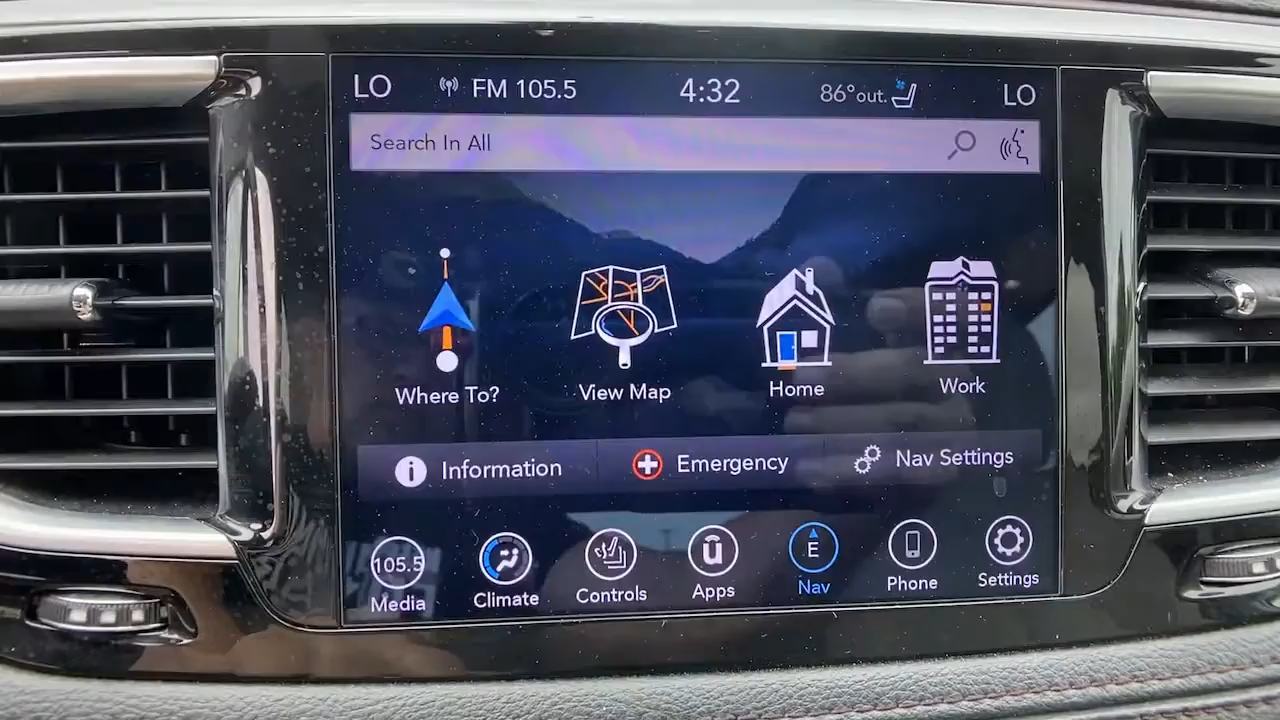 LO FM 105.5 4:32 86°out. LO
Search In All
Where To? View Map Home Work
Information Emergency Nav Settings
105.5 E
Media Climate Controls Apps Nav Phone Settings